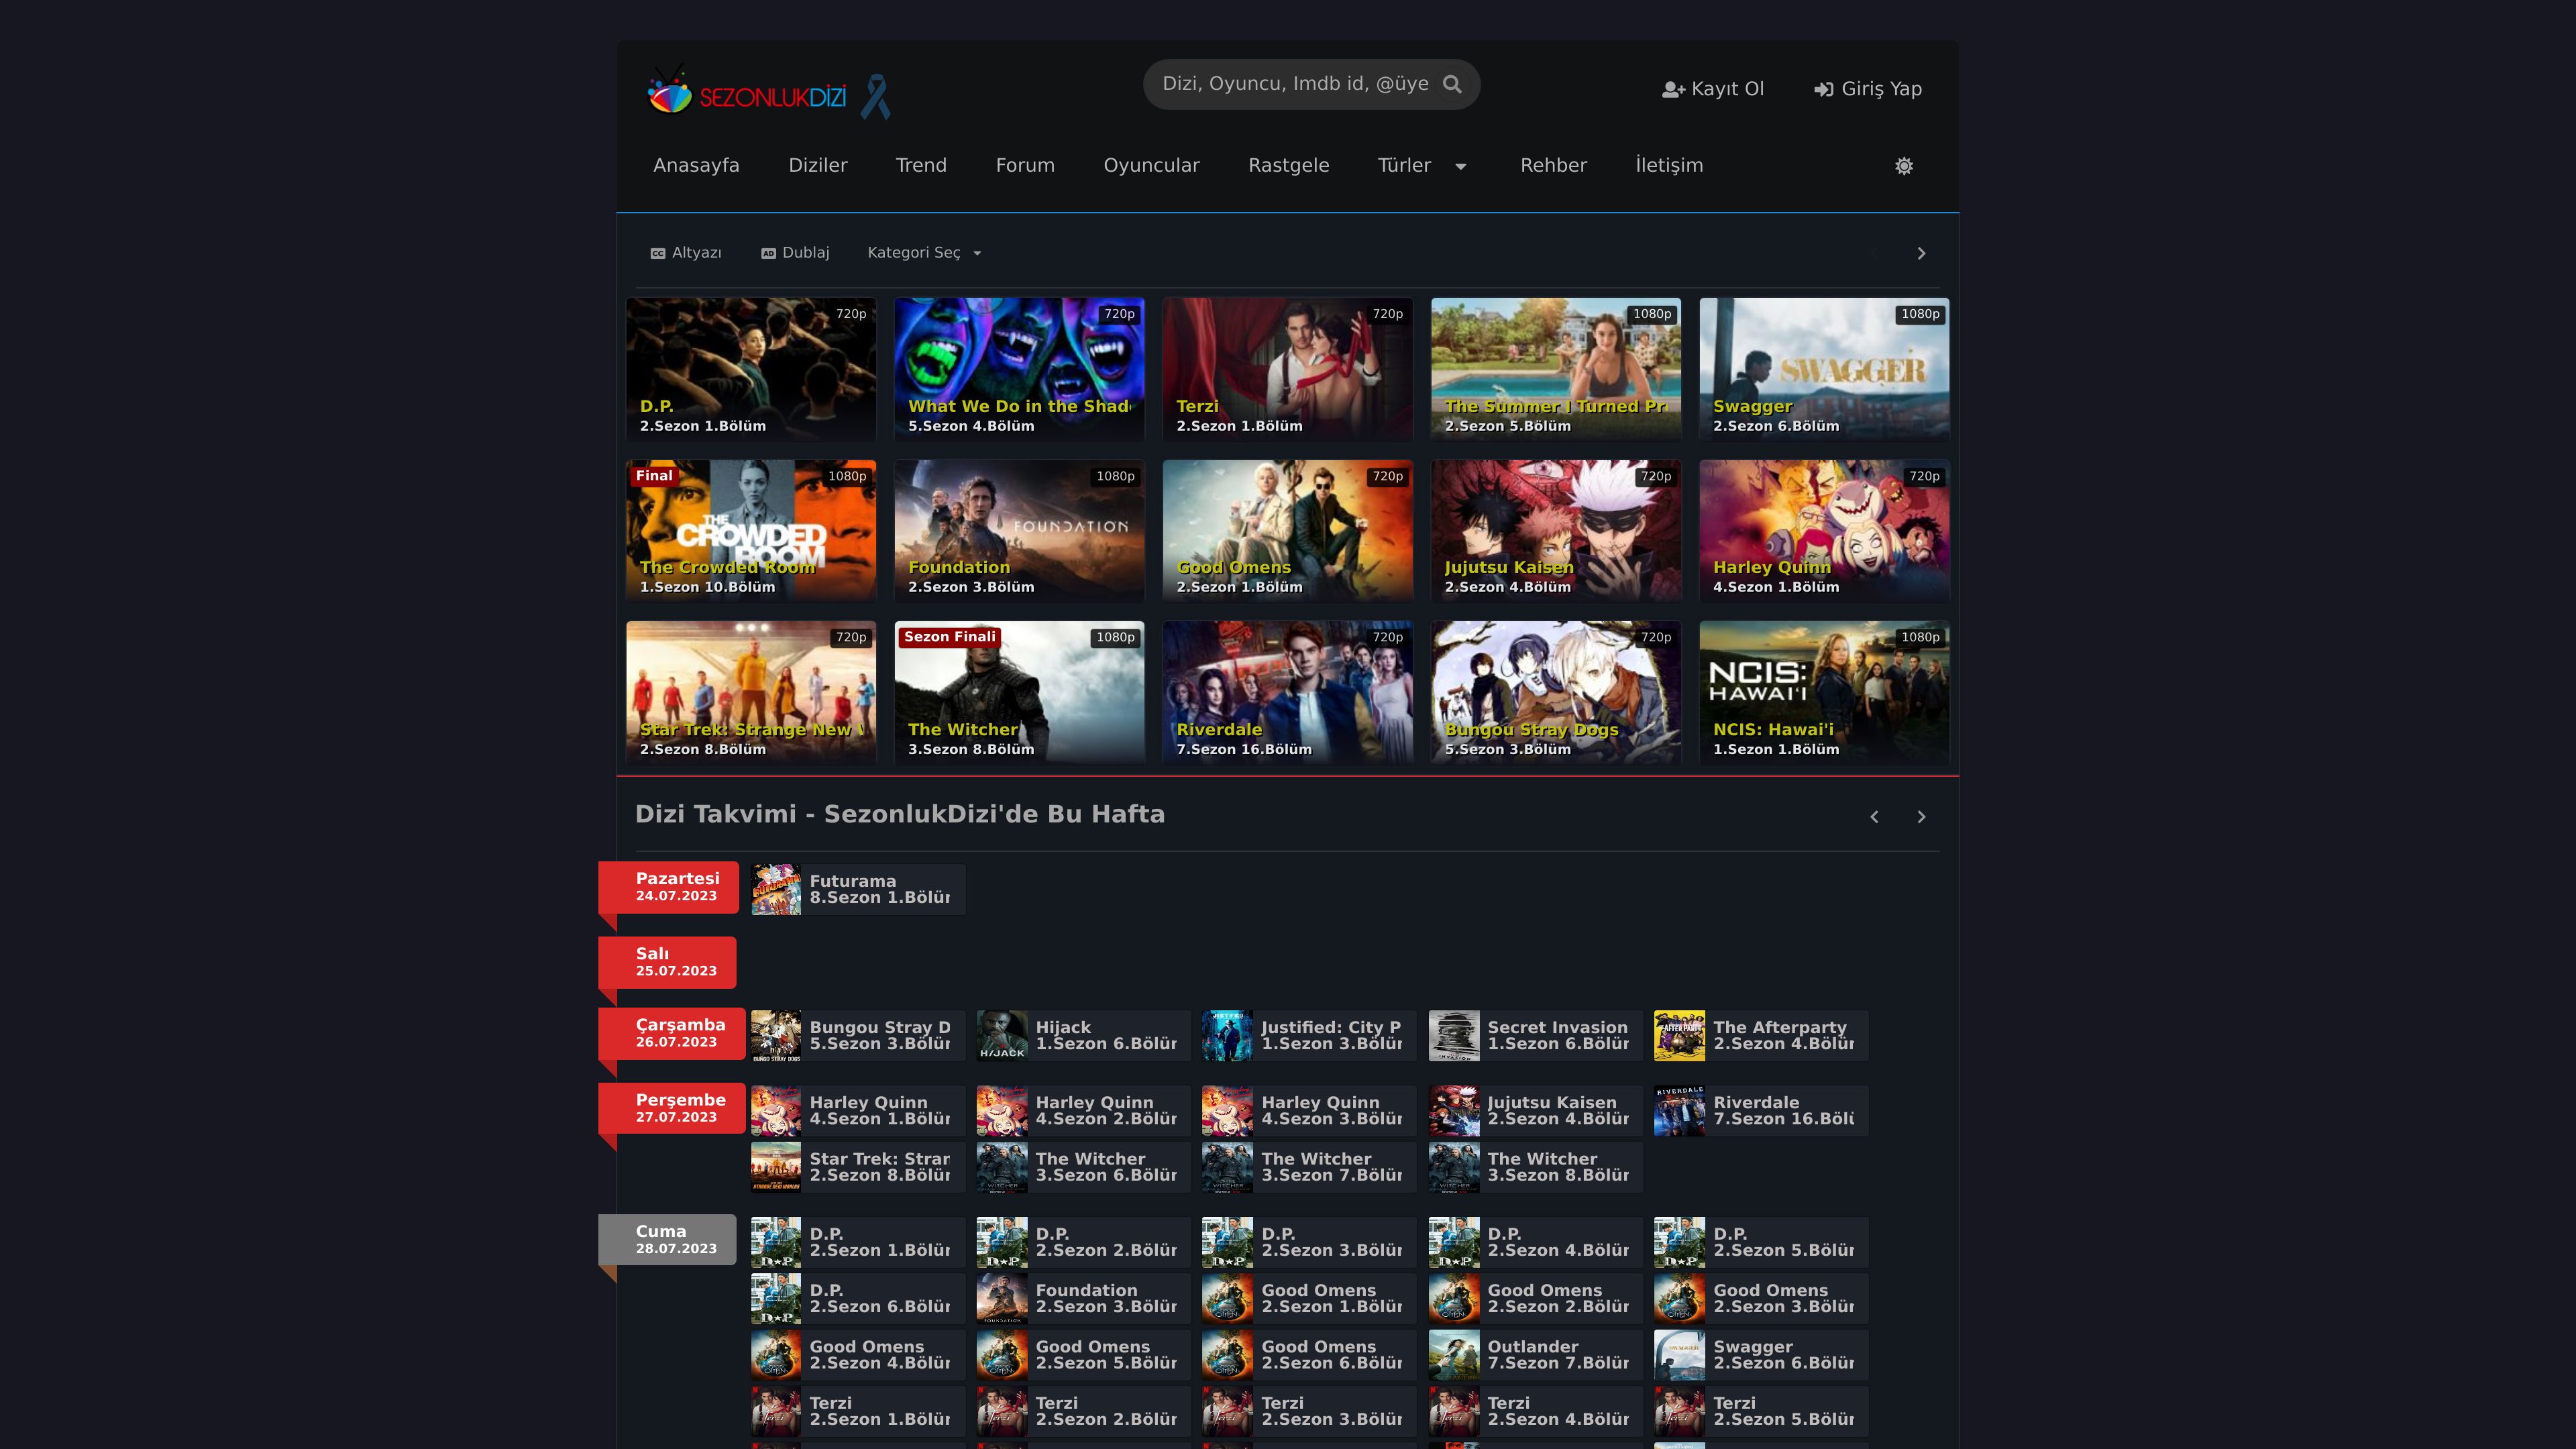 SEZONLUKDİZİ
Dizi, Oyuncu, Imdb id, @üye
Kayıt Ol
Giriş Yap
Anasayfa
Diziler
Trend
Forum
Oyuncular
Rastgele
Türler
Rehber
İletişim
Altyazı
Dublaj
Kategori Seç
720p
D.P.
2.Sezon 1.Bölüm
720p
What We Do in the Shad
5.Sezon 4.Bölüm
720p
Terzi
2.Sezon 1.Bölüm
1080p
The Summer I Turned Pr
2.Sezon 5.Bölüm
1080p
SWAGGER
Swagger
2.Sezon 6.Bölüm
Final
1080p
THE CROWDED ROOM
The Crowded Room
1.Sezon 10.Bölüm
1080p
FOUNDATION
Foundation
2.Sezon 3.Bölüm
720p
Good Omens
2.Sezon 1.Bölüm
720p
Jujutsu Kaisen
2.Sezon 4.Bölüm
720p
Harley Quinn
4.Sezon 1.Bölüm
720p
Star Trek: Strange New
2.Sezon 8.Bölüm
Sezon Finali
1080p
The Witcher
3.Sezon 8.Bölüm
720p
Riverdale
7.Sezon 16.Bölüm
720p
Bungou Stray Dogs
5.Sezon 3.Bölüm
1080p
NCIS:
HAWAI'I
NCIS: Hawai'i
1.Sezon 1.Bölüm
Dizi Takvimi - SezonlukDizi'de Bu Hafta
Pazartesi
24.07.2023
Futurama
8.Sezon 1.Bölür
Salı
25.07.2023
Çarşamba
26.07.2023
Bungou Stray D
5.Sezon 3.Bölür
Hijack
1.Sezon 6.Bölür
Justified: City P
1.Sezon 3.Bölür
Secret Invasion
1.Sezon 6.Bölür
The Afterparty
2.Sezon 4.Bölür
Perşembe
27.07.2023
Harley Quinn
4.Sezon 1.Bölür
Harley Quinn
4.Sezon 2.Bölür
Harley Quinn
4.Sezon 3.Bölür
Jujutsu Kaisen
2.Sezon 4.Bölür
Riverdale
7.Sezon 16.Bölü
Star Trek: Strar
2.Sezon 8.Bölür
The Witcher
3.Sezon 6.Bölür
The Witcher
3.Sezon 7.Bölür
The Witcher
3.Sezon 8.Bölür
Cuma
28.07.2023
D.P.
2.Sezon 1.Bölür
D.P.
2.Sezon 2.Bölür
D.P.
2.Sezon 3.Bölür
D.P.
2.Sezon 4.Bölür
D.P.
2.Sezon 5.Bölür
D.P.
2.Sezon 6.Bölür
Foundation
2.Sezon 3.Bölür
Good Omens
2.Sezon 1.Bölür
Good Omens
2.Sezon 2.Bölür
Good Omens
2.Sezon 3.Bölür
Good Omens
2.Sezon 4.Bölür
Good Omens
2.Sezon 5.Bölür
Good Omens
2.Sezon 6.Bölür
Outlander
7.Sezon 7.Bölür
Swagger
2.Sezon 6.Bölür
Terzi
2.Sezon 1.Bölür
Terzi
2.Sezon 2.Bölür
Terzi
2.Sezon 3.Bölür
Terzi
2.Sezon 4.Bölür
Terzi
2.Sezon 5.Bölür